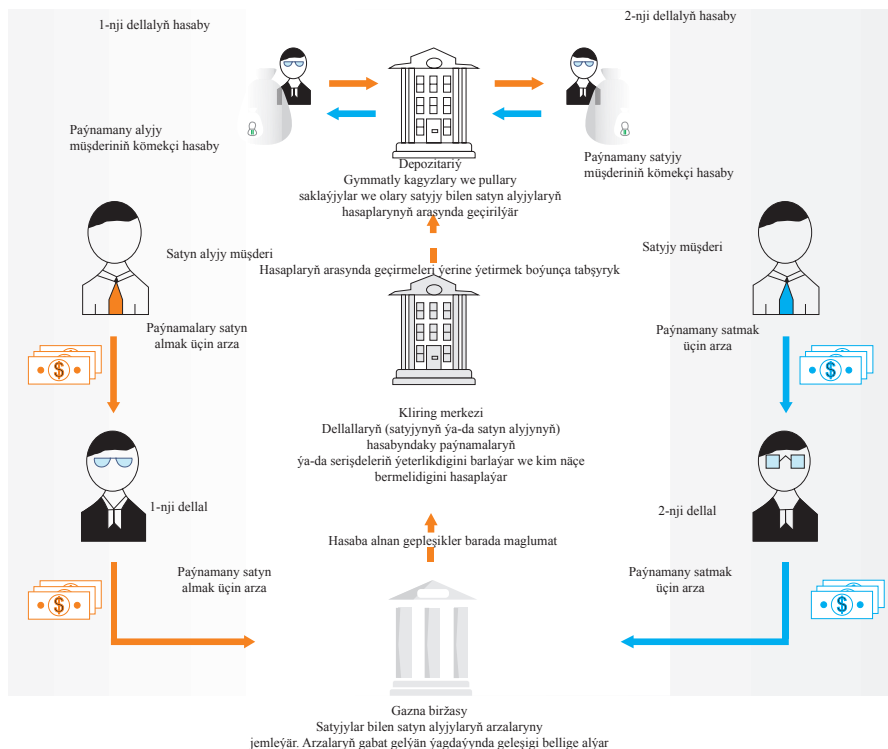 1-nji dellalyň hasaby
2-nji dellalyň hasaby
Paýnamany alyjy
müşderiniň kömekçi hasaby
Paýnamany satyjy
müşderiniň kömekçi hasaby
Depozitariý
Gymmatly kagyzlary we pullary
saklaýjylar we olary satyjy bilen satyn alyjylaryň
hasaplarynyň arasynda geçirilýär
Satyn alyjy müşderi
Satyjy müşderi
Hasaplaryň arasynda geçirmeleri ýerine ýetirmek boýunça tabşyryk
Paýnamalary satyn
almak üçin arza
Paýnamany satmak
üçin arza
$
$
Kliring merkezi
Dellallaryň (satyjynyň ýa-da satyn alyjynyň)
hasabyndaky paýnamalaryň
ýa-da serişdeleriň ýeterlikdigini barlaýar we kim näçe
bermelidigini hasaplaýar
1-nji dellal
2-nji dellal
Hasaba alnan gepleşikler barada maglumat
Paýnamany satyn
almak üçin arza
Paýnamany satmak
üçin arza
$
$
Gazna biržasy
Satyjylar bilen satyn alyjylaryň arzalaryny
jemleýär. Arzalaryň gabat gelýän ýagdaýynda geleşigi bellige alýar